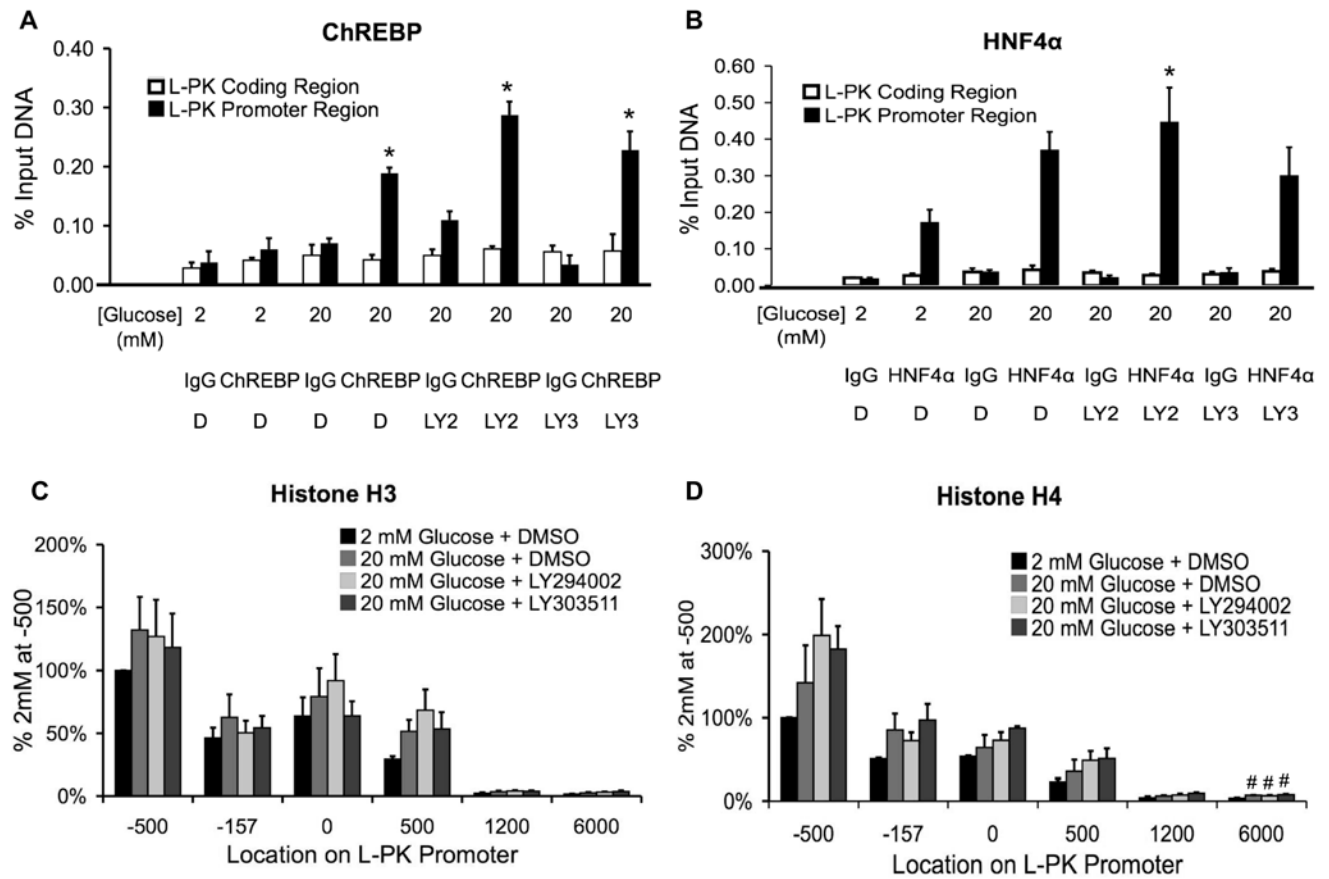 A
ChREBP
0.40
0.30
0.20
0.10
0.00
% Input DNA
L-PK Coding Region
L-PK Promoter Region
*
*
*
[Glucose] 2 2 20 20 20 20 20 20
(mM)
IgG ChREBP IgG ChREBP IgG ChREBP IgG ChREBP
D D D D LY2 LY2 LY3 LY3
B
HNF4α
0.60
0.50
0.40
0.30
0.20
0.10
0.00
% Input DNA
L-PK Coding Region
L-PK Promoter Region
*
[Glucose] 2 2 20 20 20 20 20 20
(mM)
IgG HNF4α IgG HNF4α IgG HNF4α IgG HNF4α
D D D D LY2 LY2 LY3 LY3
C
Histone H3
200%
150%
100%
50%
0%
% 2mM at -500
2 mM Glucose + DMSO
20 mM Glucose + DMSO
20 mM Glucose + LY294002
20 mM Glucose + LY303511
-500 -157 0 500 1200 6000
Location on L-PK Promoter
D
Histone H4
300%
200%
100%
0%
% 2mM at -500
2 mM Glucose + DMSO
20 mM Glucose + DMSO
20 mM Glucose + LY294002
20 mM Glucose + LY303511
# # #
-500 -157 0 500 1200 6000
Location on L-PK Promoter